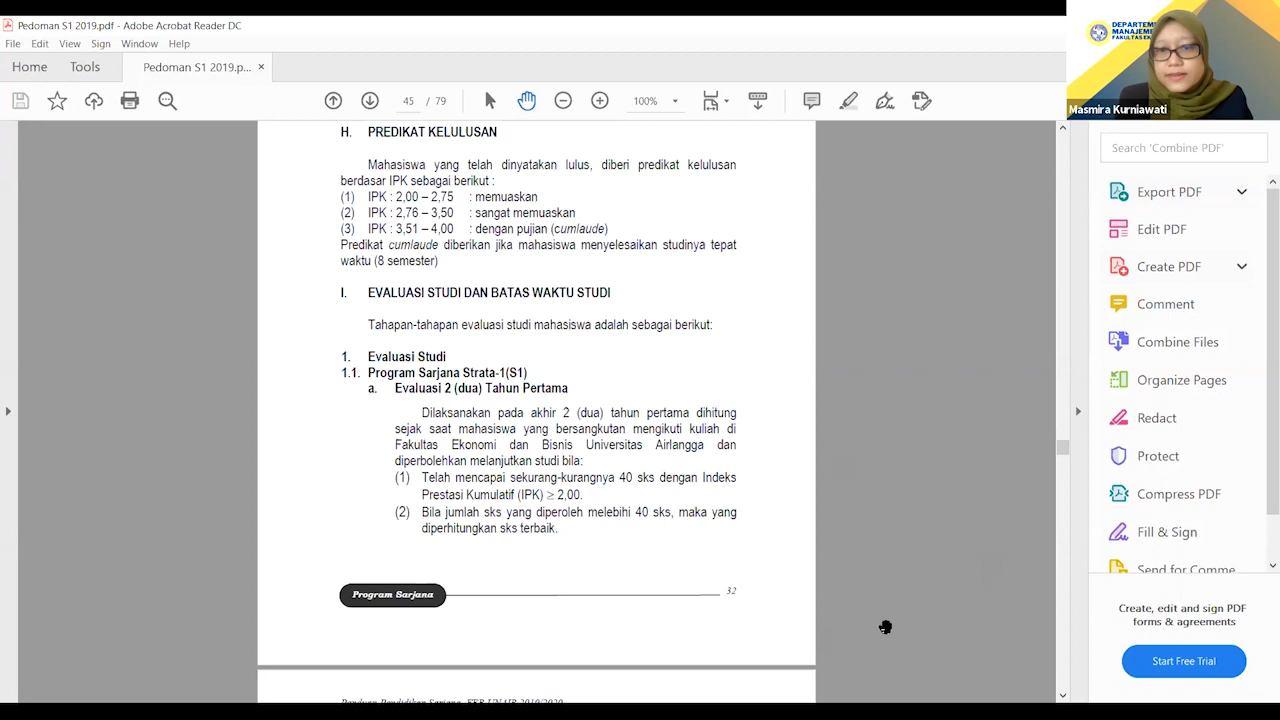 Pedoman S1 2019.pdf - Adobe Acrobat Reader DC
File Edit View Sign Window Help
Home Tools Pedoman S1 2019.p... ×
45 / 79 100%
DEPARTEME
MANAJEME
FAKULTAS EK
Masmira Kurniawati
H. PREDIKAT KELULUSAN
Mahasiswa yang telah dinyatakan lulus, diberi predikat kelulusan
berdasar IPK sebagai berikut :
(1) IPK : 2,00 – 2,75 : memuaskan
(2) IPK : 2,76 – 3,50 : sangat memuaskan
(3) IPK : 3,51 – 4,00 : dengan pujian (cumlaude)
Predikat cumlaude diberikan jika mahasiswa menyelesaikan studinya tepat
waktu (8 semester)
I. EVALUASI STUDI DAN BATAS WAKTU STUDI
Tahapan-tahapan evaluasi studi mahasiswa adalah sebagai berikut:
1. Evaluasi Studi
1.1. Program Sarjana Strata-1(S1)
a. Evaluasi 2 (dua) Tahun Pertama
Dilaksanakan pada akhir 2 (dua) tahun pertama dihitung
sejak saat mahasiswa yang bersangkutan mengikuti kuliah di
Fakultas Ekonomi dan Bisnis Universitas Airlangga dan
diperbolehkan melanjutkan studi bila:
(1) Telah mencapai sekurang-kurangnya 40 sks dengan Indeks
Prestasi Kumulatif (IPK) ≥ 2,00.
(2) Bila jumlah sks yang diperoleh melebihi 40 sks, maka yang
diperhitungkan sks terbaik.
Program Sarjana 32
Panduan Pendidikan Sarjana FEB UNAIR 2019/2020
Search 'Combine PDF'
Export PDF
Edit PDF
Create PDF
Comment
Combine Files
Organize Pages
Redact
Protect
Compress PDF
Fill & Sign
Send for Comme
Create, edit and sign PDF
forms & agreements
Start Free Trial